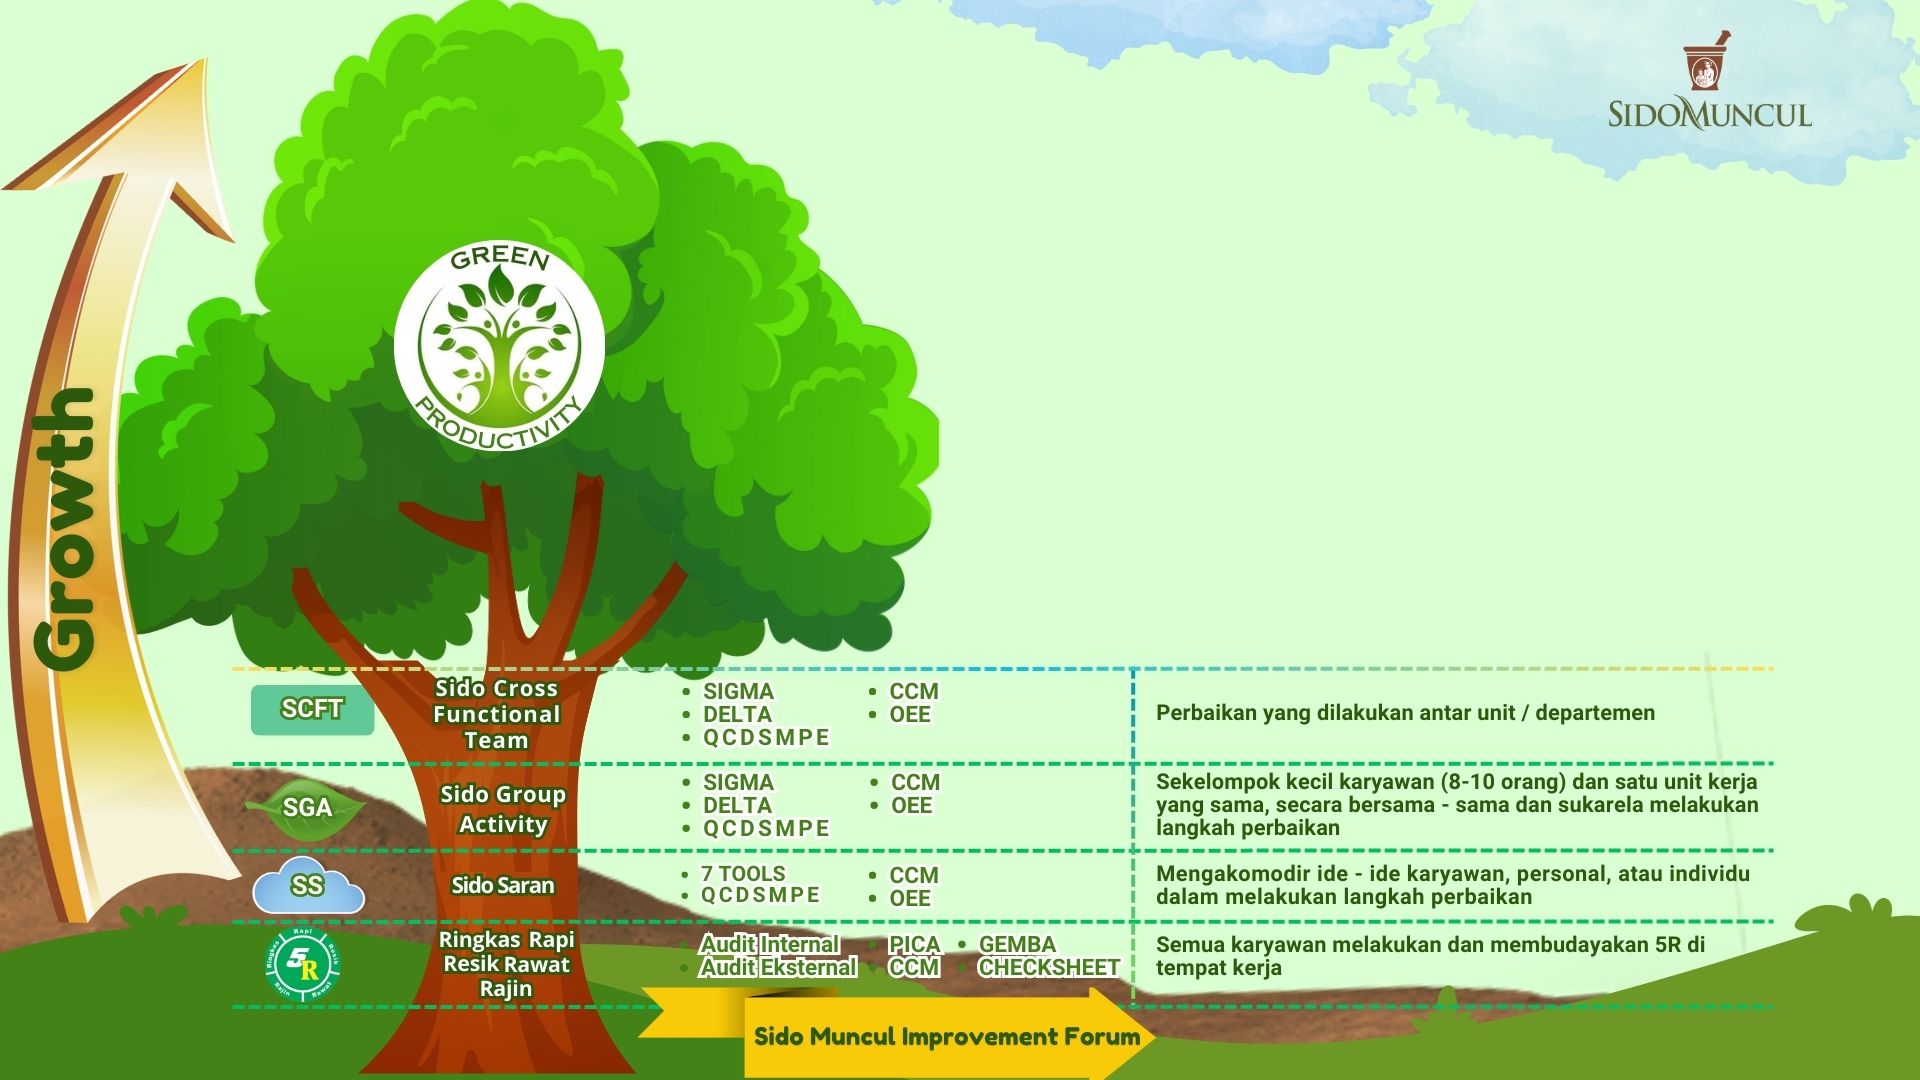 SIDOMUNCUL
GREEN
PRODUCTIVITY
Growth
SCFT
Sido Cross
Functional
Team
• SIGMA
• DELTA
• QCDSMPE
• CCM
• OEE
Perbaikan yang dilakukan antar unit / departemen
SGA
Sido Group
Activity
• SIGMA
• DELTA
• QCDSMPE
• CCM
• OEE
Sekelompok kecil karyawan (8-10 orang) dan satu unit kerja
yang sama, secara bersama - sama dan sukarela melakukan
langkah perbaikan
SS
Sido Saran
• 7 TOOLS
• QCDSMPE
• CCM
• OEE
Mengakomodir ide - ide karyawan, personal, atau individu
dalam melakukan langkah perbaikan
Ringkas
Rapi
Resik
Rawat
Rajin
5R
Ringkas Rapi
Resik Rawat
Rajin
• Audit Internal
• Audit Eksternal
• PICA
• CCM
• GEMBA
• CHECKSHEET
Semua karyawan melakukan dan membudayakan 5R di
tempat kerja
Sido Muncul Improvement Forum